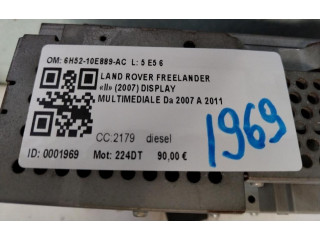 OM: 6H52-10E889-AC L: 5 E5 6
LAND ROVER FREELANDER
«II» (2007) DISPLAY
MULTIMEDIALE Da 2007 A 2011
CC:2179 diesel
ID: 0001969 Mot: 224DT 90,00 €
1969